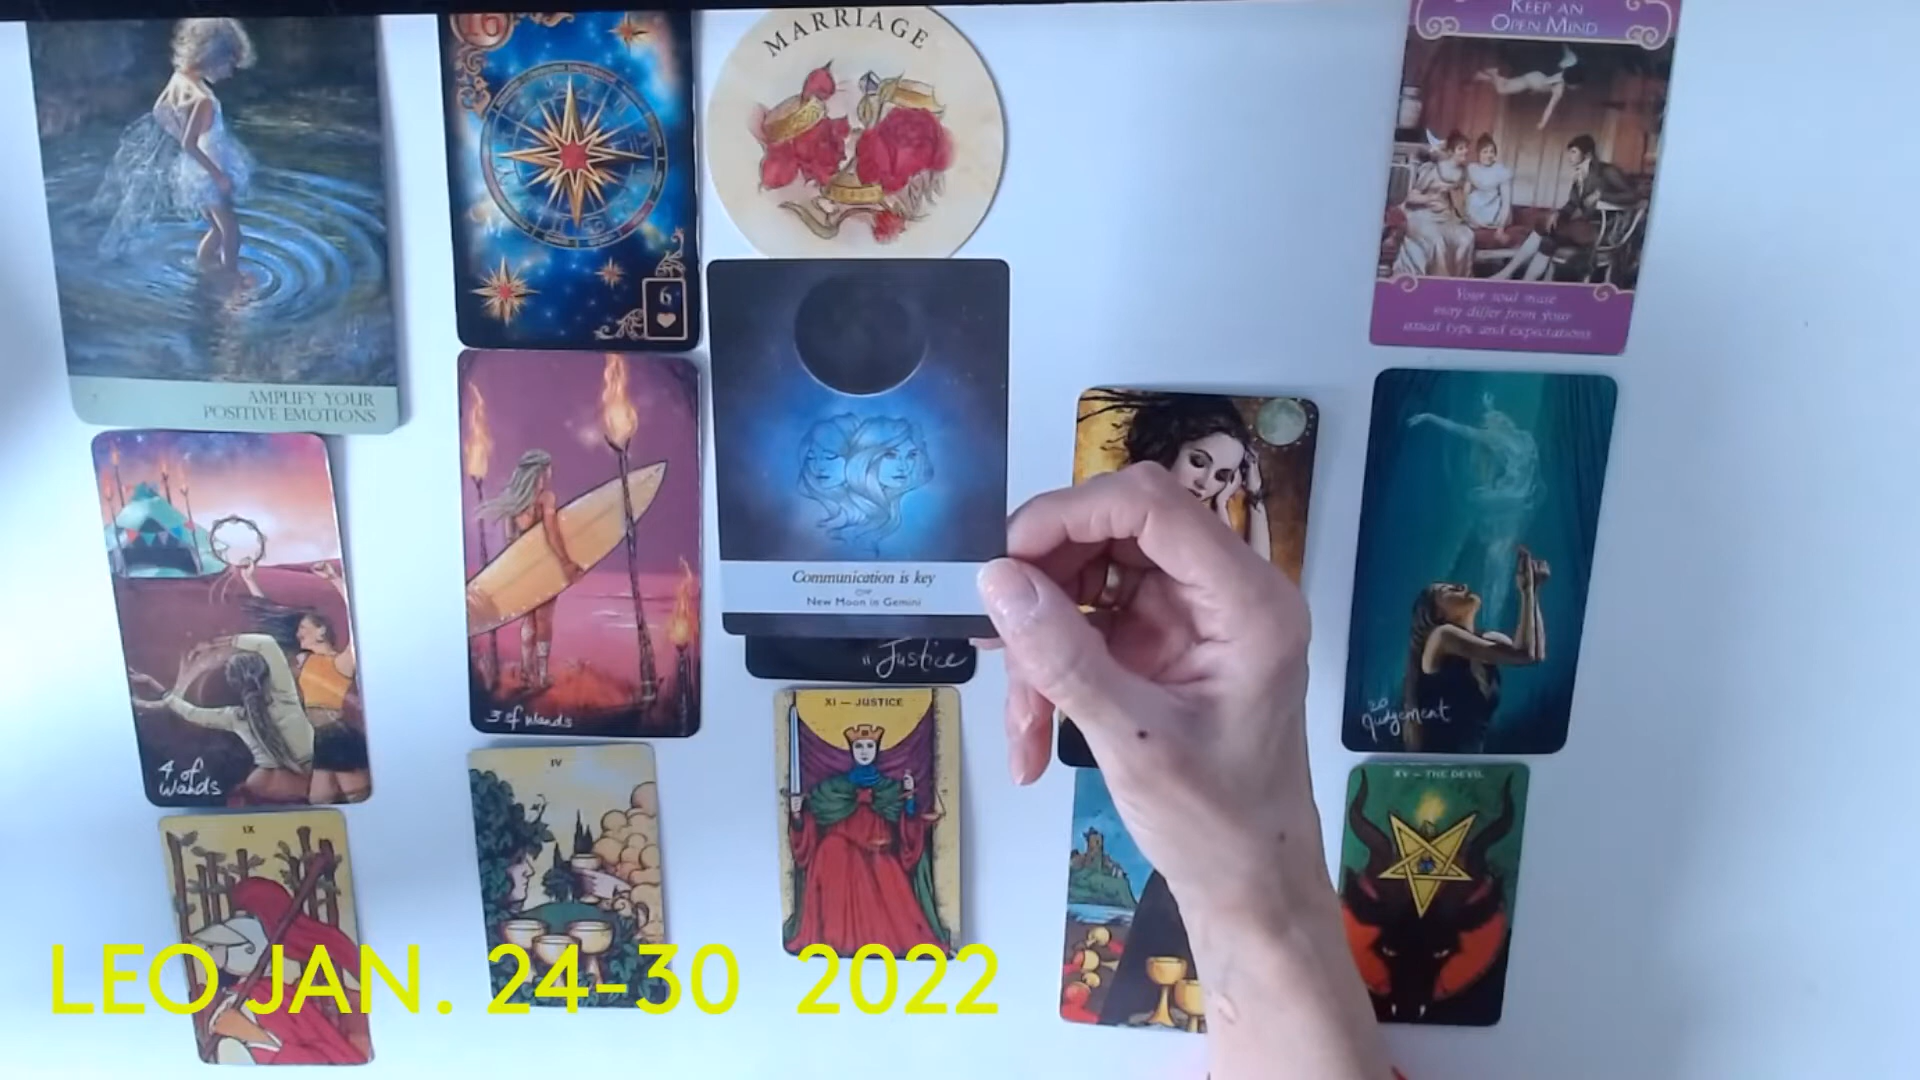 16
MARRIAGE
KEEP AN
OPEN MIND
6
Your soul mate
may differ from your
usual type and expectations
AMPLIFY YOUR
POSITIVE EMOTIONS
Communication is key
New Moon in Gemini
Justice
XI — JUSTICE
3 of Wands
20
Judgement
4 of
Wands
IV
XV — THE DEVIL
IX
LEO JAN. 24-30 2022